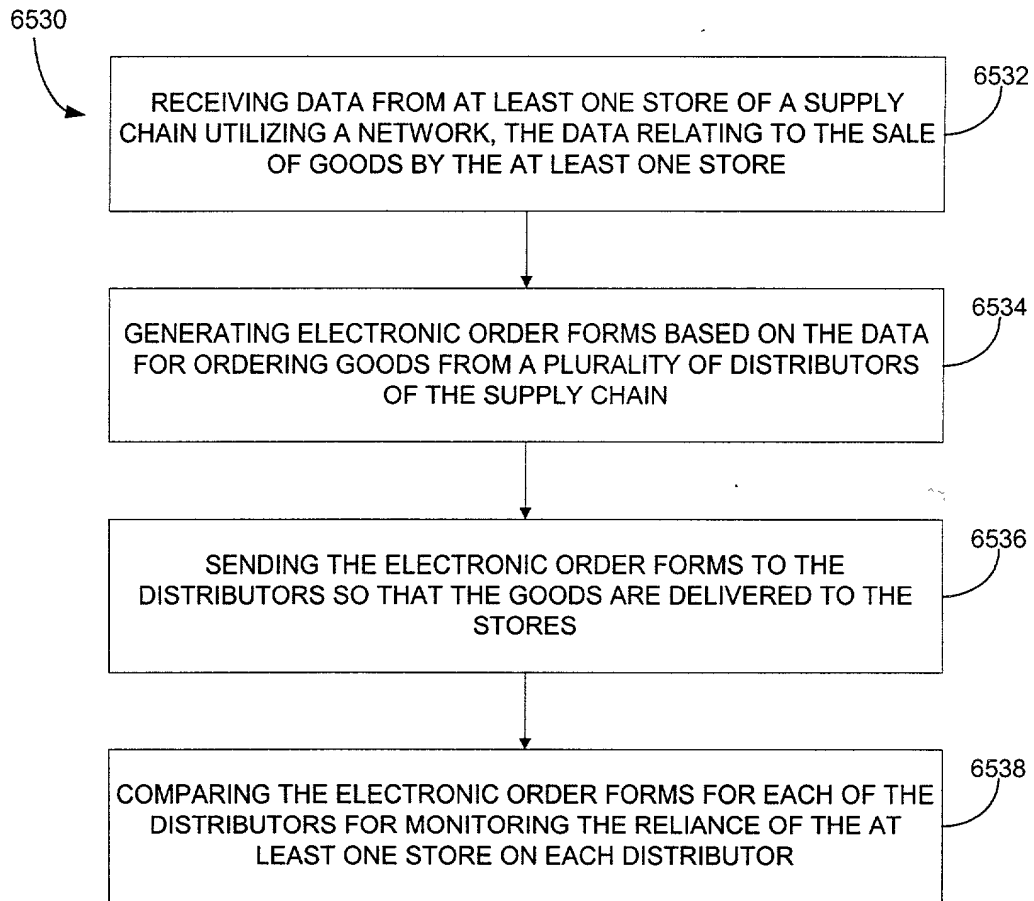 6530
6532
RECEIVING DATA FROM AT LEAST ONE STORE OF A SUPPLY
CHAIN UTILIZING A NETWORK, THE DATA RELATING TO THE SALE
OF GOODS BY THE AT LEAST ONE STORE
6534
GENERATING ELECTRONIC ORDER FORMS BASED ON THE DATA
FOR ORDERING GOODS FROM A PLURALITY OF DISTRIBUTORS
OF THE SUPPLY CHAIN
6536
SENDING THE ELECTRONIC ORDER FORMS TO THE
DISTRIBUTORS SO THAT THE GOODS ARE DELIVERED TO THE
STORES
6538
COMPARING THE ELECTRONIC ORDER FORMS FOR EACH OF THE
DISTRIBUTORS FOR MONITORING THE RELIANCE OF THE AT
LEAST ONE STORE ON EACH DISTRIBUTOR